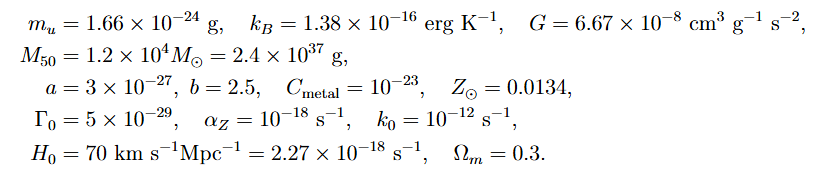 m_u = 1.66 × 10^{−24} g, k_B = 1.38 × 10^{−16} erg K^{−1}, G = 6.67 × 10^{−8} cm^3 g^{−1} s^{−2},
M_{50} = 1.2 × 10^4 M_⊙ = 2.4 × 10^{37} g,
a = 3 × 10^{−27}, b = 2.5, C_{metal} = 10^{−23}, Z_⊙ = 0.0134,
Γ_0 = 5 × 10^{−29}, α_Z = 10^{−18} s^{−1}, k_0 = 10^{−12} s^{−1},
H_0 = 70 km s^{−1}Mpc^{−1} = 2.27 × 10^{−18} s^{−1}, Ω_m = 0.3.